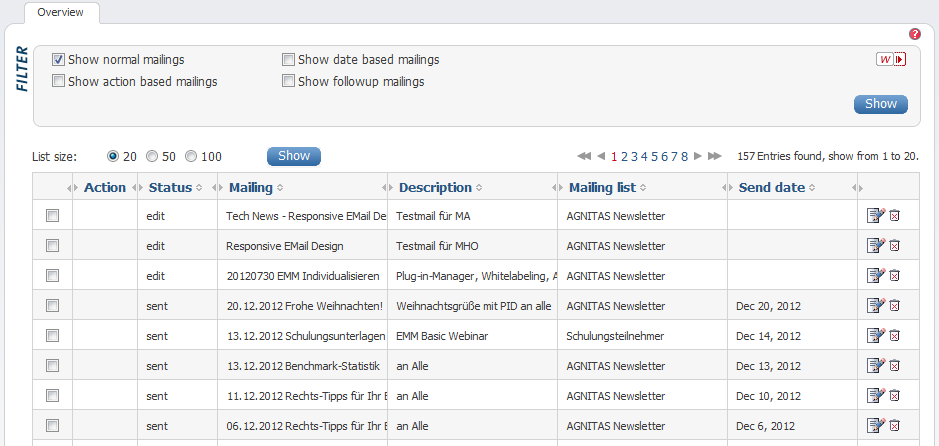 Overview
?
FILTER
Show normal mailings Show date based mailings W
Show action based mailings Show followup mailings
Show
List size: 20 50 100 Show 1 2 3 4 5 6 7 8 157 Entries found, show from 1 to 20.
Action Status Mailing Description Mailing list Send date
edit Tech News - Responsive EMail De Testmail für MA AGNITAS Newsletter
edit Responsive EMail Design Testmail für MHO AGNITAS Newsletter
edit 20120730 EMM Individualisieren Plug-in-Manager, Whitelabeling, A AGNITAS Newsletter
sent 20.12.2012 Frohe Weihnachten! Weihnachtsgrüße mit PID an alle AGNITAS Newsletter Dec 20, 2012
sent 13.12.2012 Schulungsunterlagen EMM Basic Webinar Schulungsteilnehmer Dec 14, 2012
sent 13.12.2012 Benchmark-Statistik an Alle AGNITAS Newsletter Dec 13, 2012
sent 11.12.2012 Rechts-Tipps für Ihr E an Alle AGNITAS Newsletter Dec 10, 2012
sent 06.12.2012 Rechts-Tipps für Ihr E an Alle AGNITAS Newsletter Dec 6, 2012